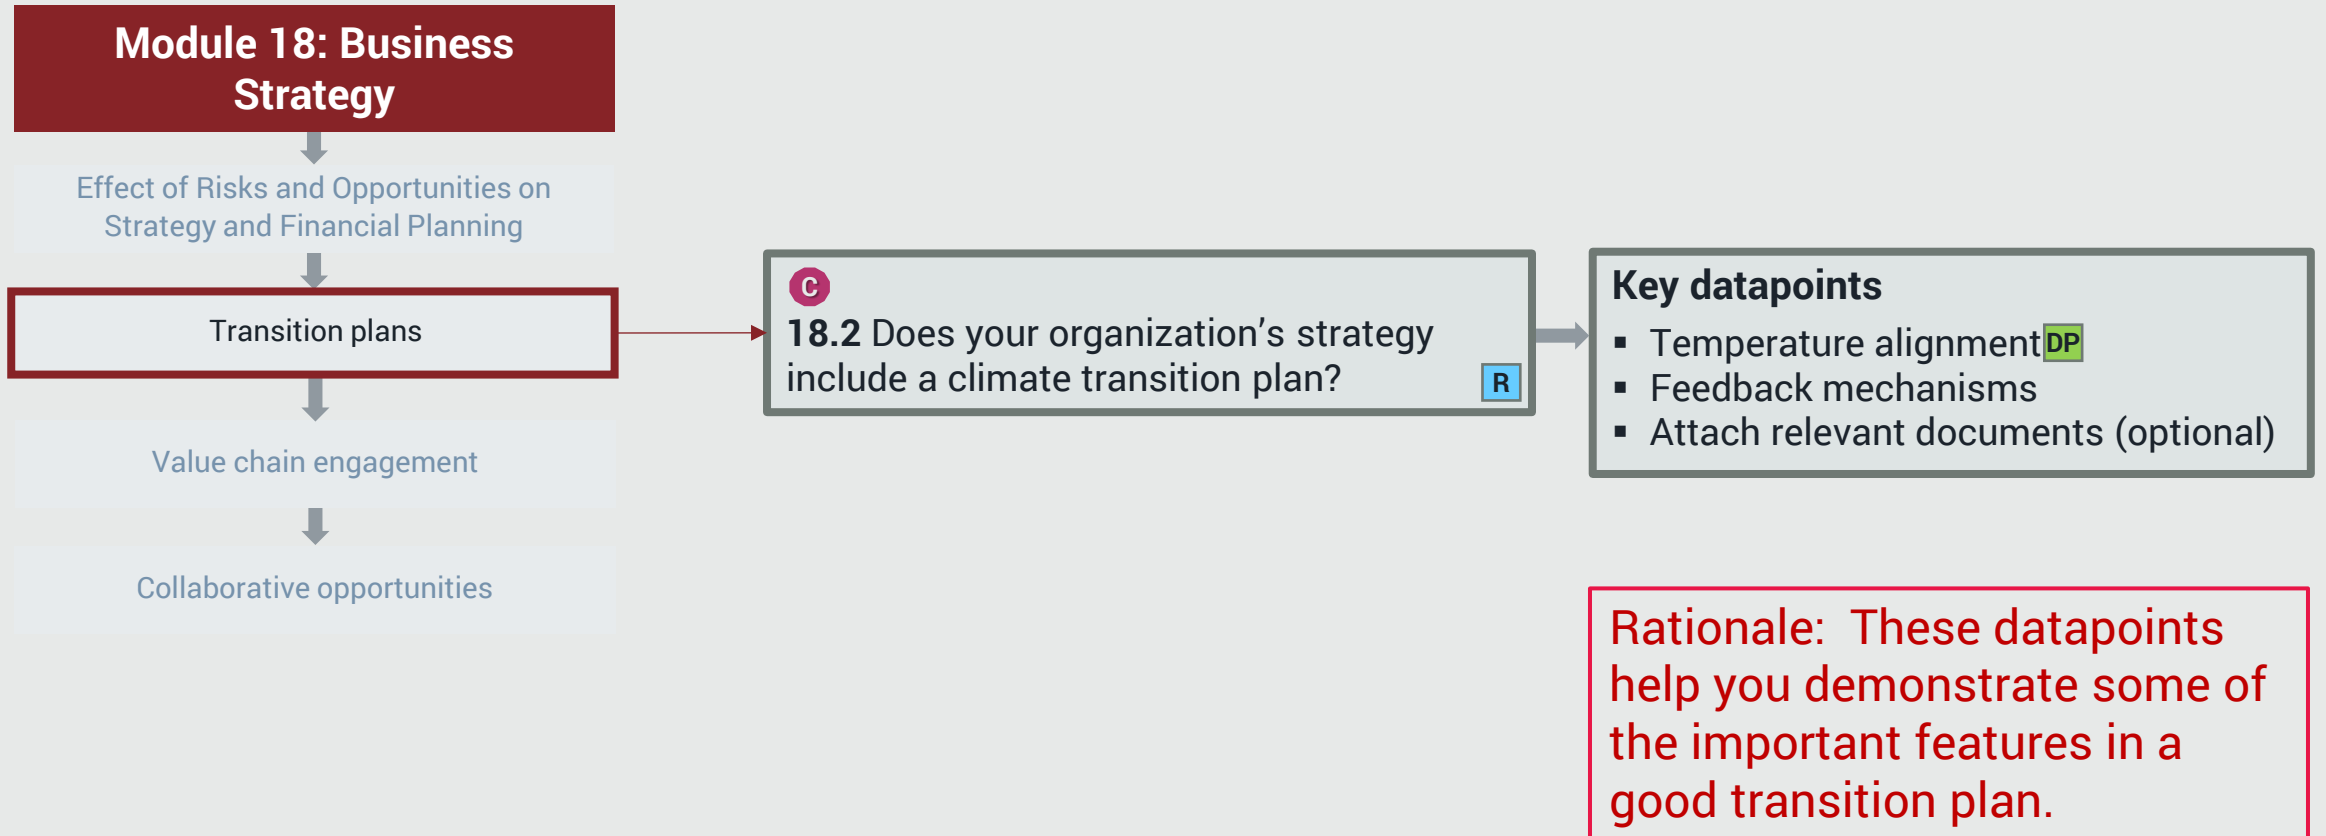 Module 18: Business
Strategy
Effect of Risks and Opportunities on
Strategy and Financial Planning
Transition plans
Value chain engagement
Collaborative opportunities
C
18.2 Does your organization's strategy
include a climate transition plan?
R
Key datapoints
▪ Temperature alignment DP
▪ Feedback mechanisms
▪ Attach relevant documents (optional)
Rationale: These datapoints
help you demonstrate some of
the important features in a
good transition plan.